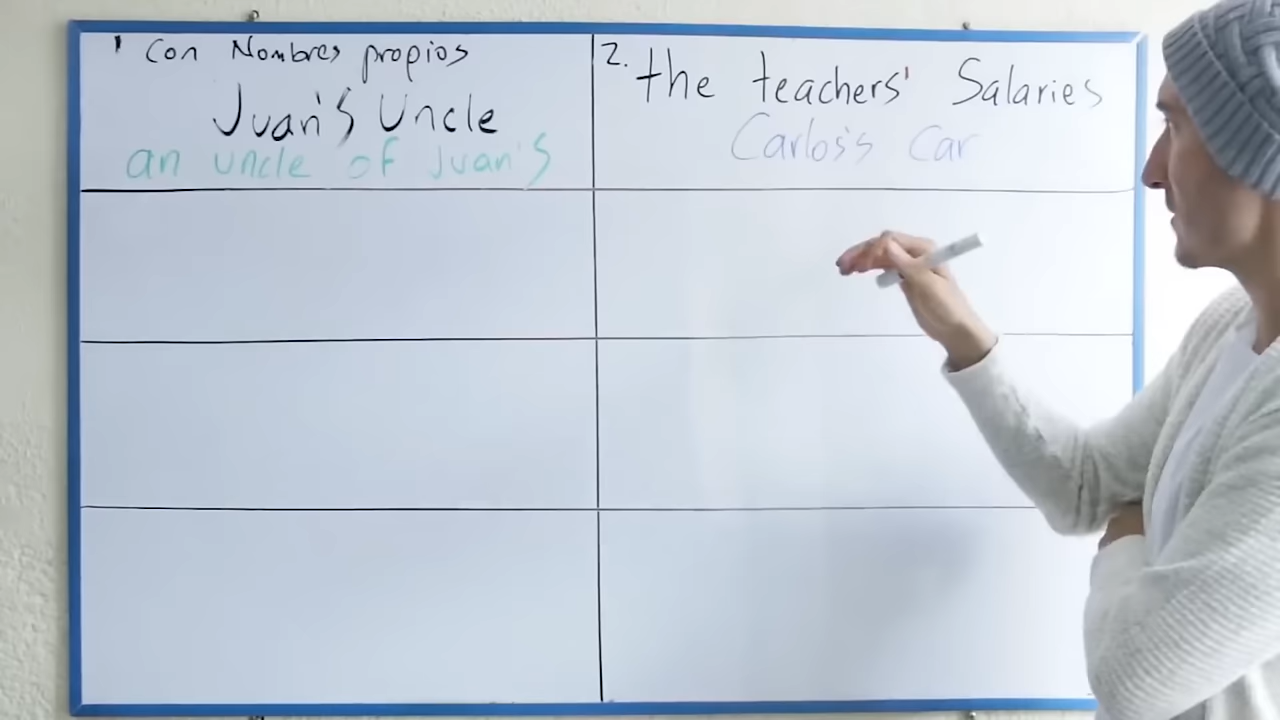 1 Con Nombres propios
Juan's Uncle
an uncle of Juan's
2. the teachers' Salaries
Carlos's Car